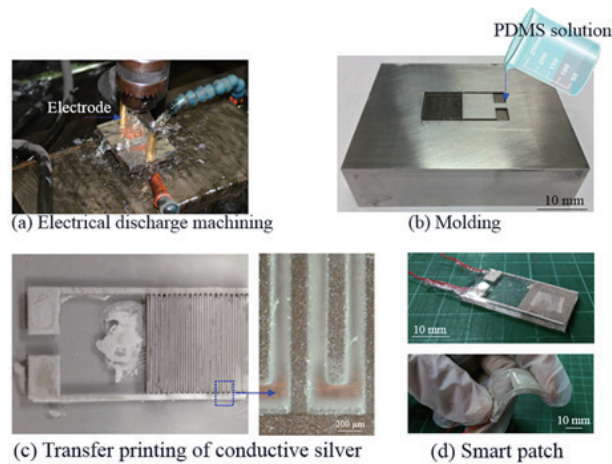 PDMS solution
Electrode
10 mm
(a) Electrical discharge machining
(b) Molding
200 μm
10 mm
10 mm
(c) Transfer printing of conductive silver
(d) Smart patch